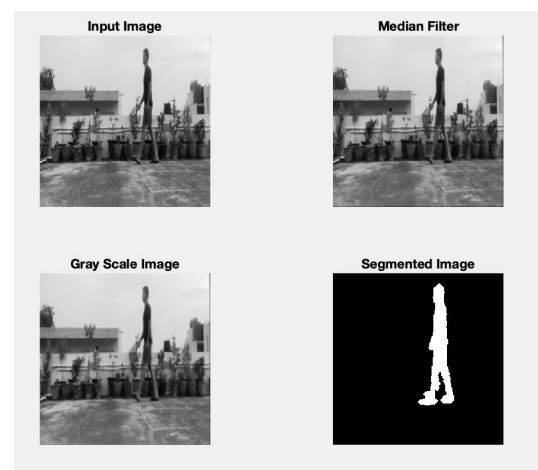 Input Image
Median Filter
Gray Scale Image
Segmented Image